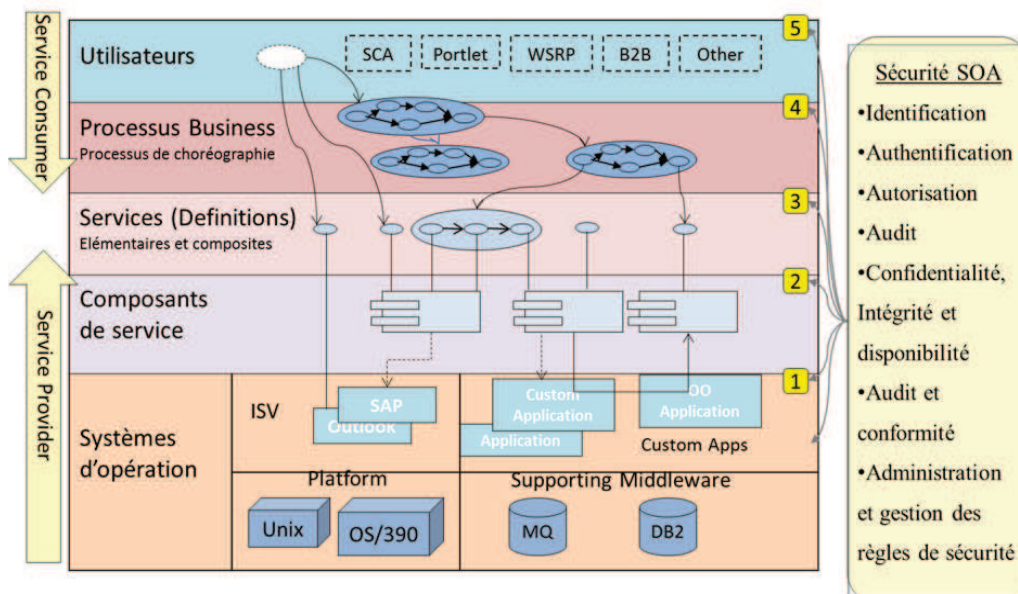 Service Consumer
Service Provider
Utilisateurs
SCA
Portlet
WSRP
B2B
Other
5
Processus Business
Processus de choréographie
4
Services (Definitions)
Elémentaires et composites
3
Composants
de service
2
Systèmes
d'opération
1
ISV
SAP
Outlook
Custom
Application
Application
OO
Application
Custom Apps
Platform
Unix
OS/390
Supporting Middleware
MQ
DB2
Sécurité SOA
•Identification
•Authentification
•Autorisation
•Audit
•Confidentialité,
Intégrité et
disponibilité
•Audit et
conformité
•Administration
et gestion des
règles de sécurité